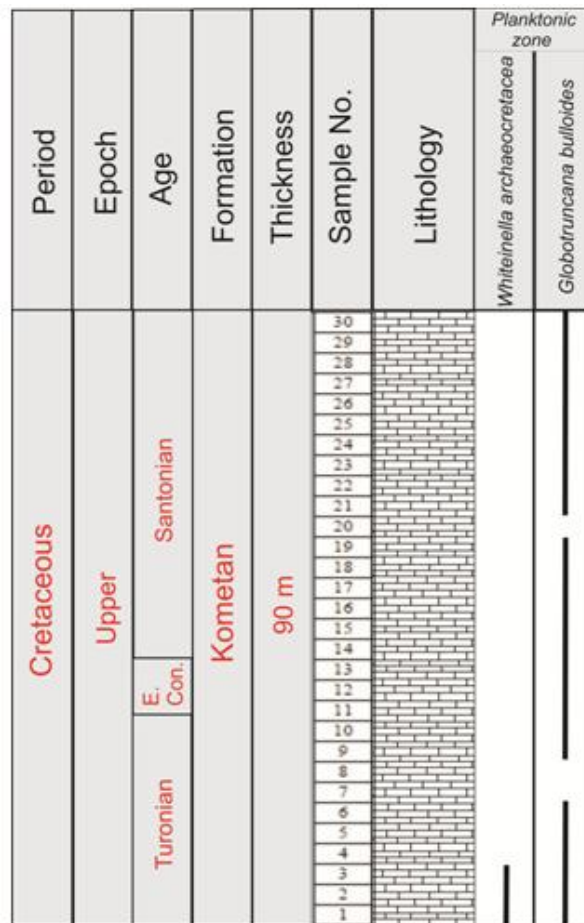 Planktonic
zone
Period
Epoch
Age
Formation
Thickness
Sample No.
Lithology
Whiteinella archaeocretacea
Globotruncana bulloides
Cretaceous
Upper
Santonian
E.
Con.
Turonian
Kometan
90 m
30
29
28
27
26
25
24
23
22
21
20
19
18
17
16
15
14
13
12
11
10
9
8
7
6
5
4
3
2
1